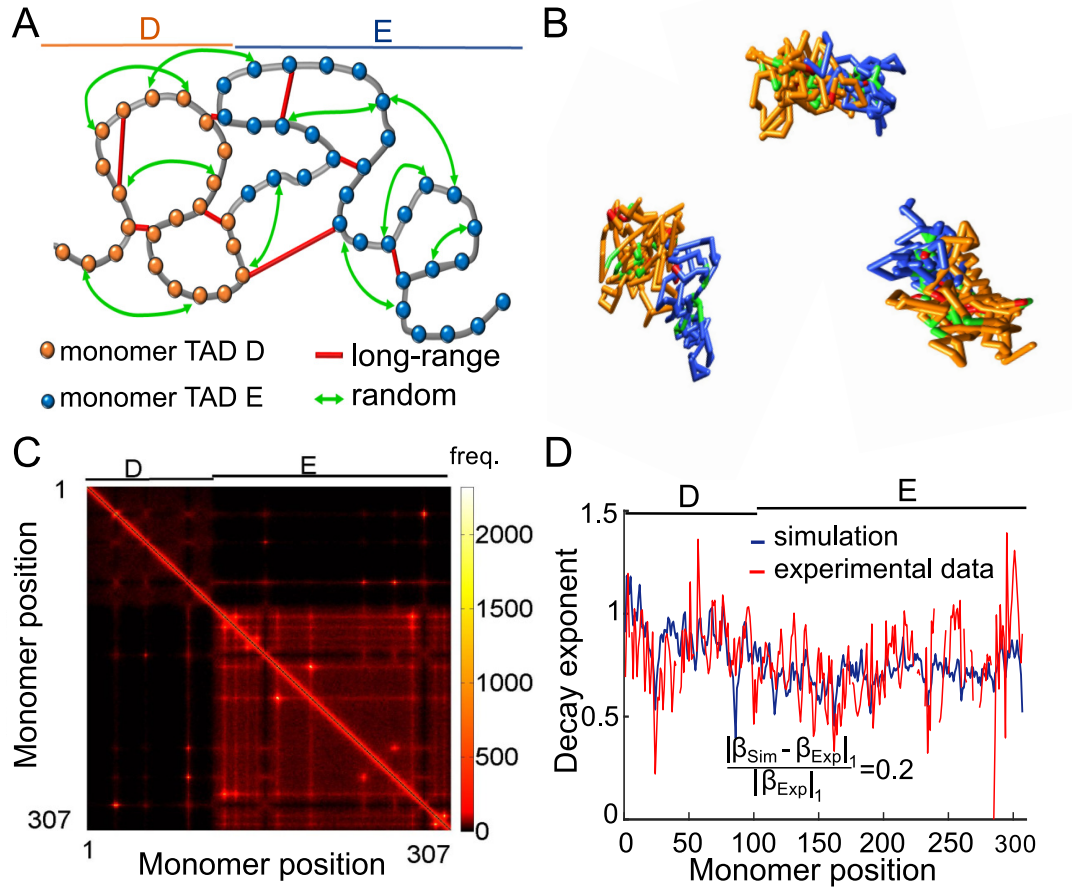 A
D
E
monomer TAD D
long-range
monomer TAD E
random
B
C
D
E
freq.
1
Monomer position
307
1
307
Monomer position
2000
1500
1000
500
0
D
D
E
1.5
simulation
experimental data
1
Decay exponent
0.5
|βSim - βExp|1
|βExp|1
=0.2
0
0 50 100 150 200 250 300
Monomer position